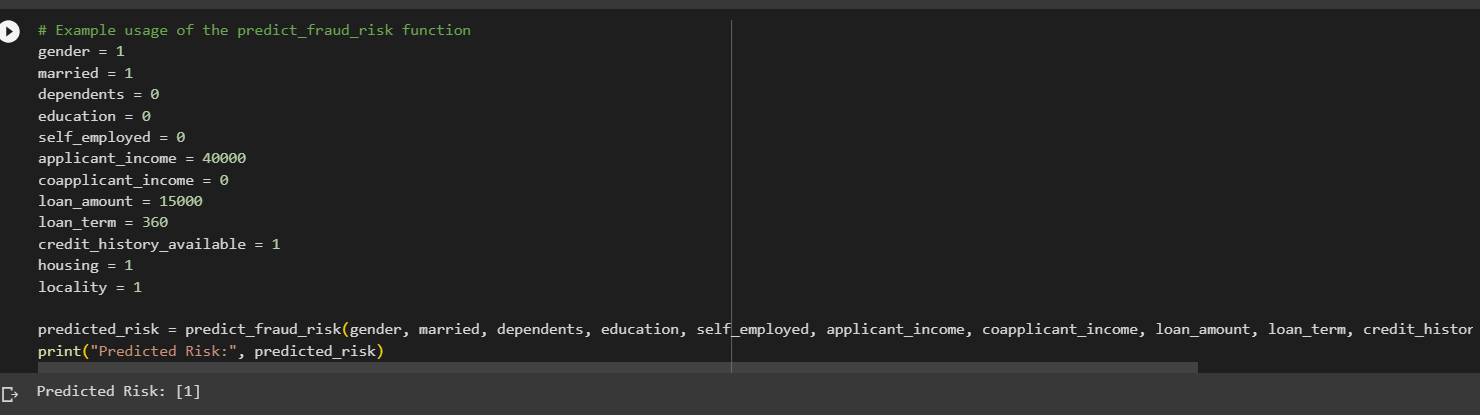 # Example usage of the predict_fraud_risk function
gender = 1
married = 1
dependents = 0
education = 0
self_employed = 0
applicant_income = 40000
coapplicant_income = 0
loan_amount = 15000
loan_term = 360
credit_history_available = 1
housing = 1
locality = 1
predicted_risk = predict_fraud_risk(gender, married, dependents, education, self_employed, applicant_income, coapplicant_income, loan_amount, loan_term, credit_histor
print("Predicted Risk:", predicted_risk)
Predicted Risk: [1]